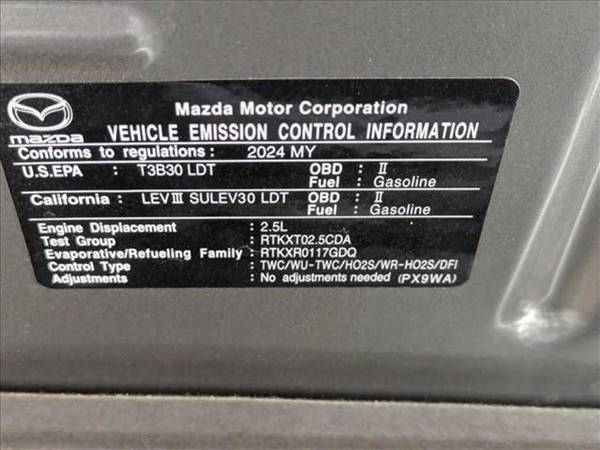 Mazda Motor Corporation
mazda VEHICLE EMISSION CONTROL INFORMATION
Conforms to regulations : 2024 MY
U.S.EPA : T3B30 LDT OBD : II
Fuel : Gasoline
California : LEV III SULEV30 LDT OBD : II
Fuel : Gasoline
Engine Displacement : 2.5L
Test Group : RTKXT02.5CDA
Evaporative/Refueling Family : RTKXR0117GDQ
Control Type : TWC/WU-TWC/HO2S/WR-HO2S/DFI
Adjustments : No adjustments needed (PX9WA)